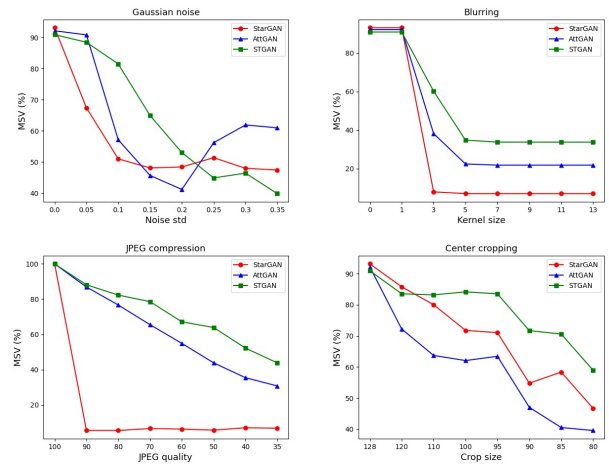 Gaussian noise
MSV (%)
90
80
70
60
50
40
StarGAN
AttGAN
STGAN
0.0 0.05 0.1 0.15 0.2 0.25 0.3 0.35
Noise std
Blurring
MSV (%)
80
60
40
20
StarGAN
AttGAN
STGAN
0 1 3 5 7 9 11 13
Kernel size
JPEG compression
MSV (%)
100
80
60
40
20
StarGAN
AttGAN
STGAN
100 90 80 70 60 50 40 35
JPEG quality
Center cropping
MSV (%)
90
80
70
60
50
40
StarGAN
AttGAN
STGAN
128 120 110 100 95 90 85 80
Crop size